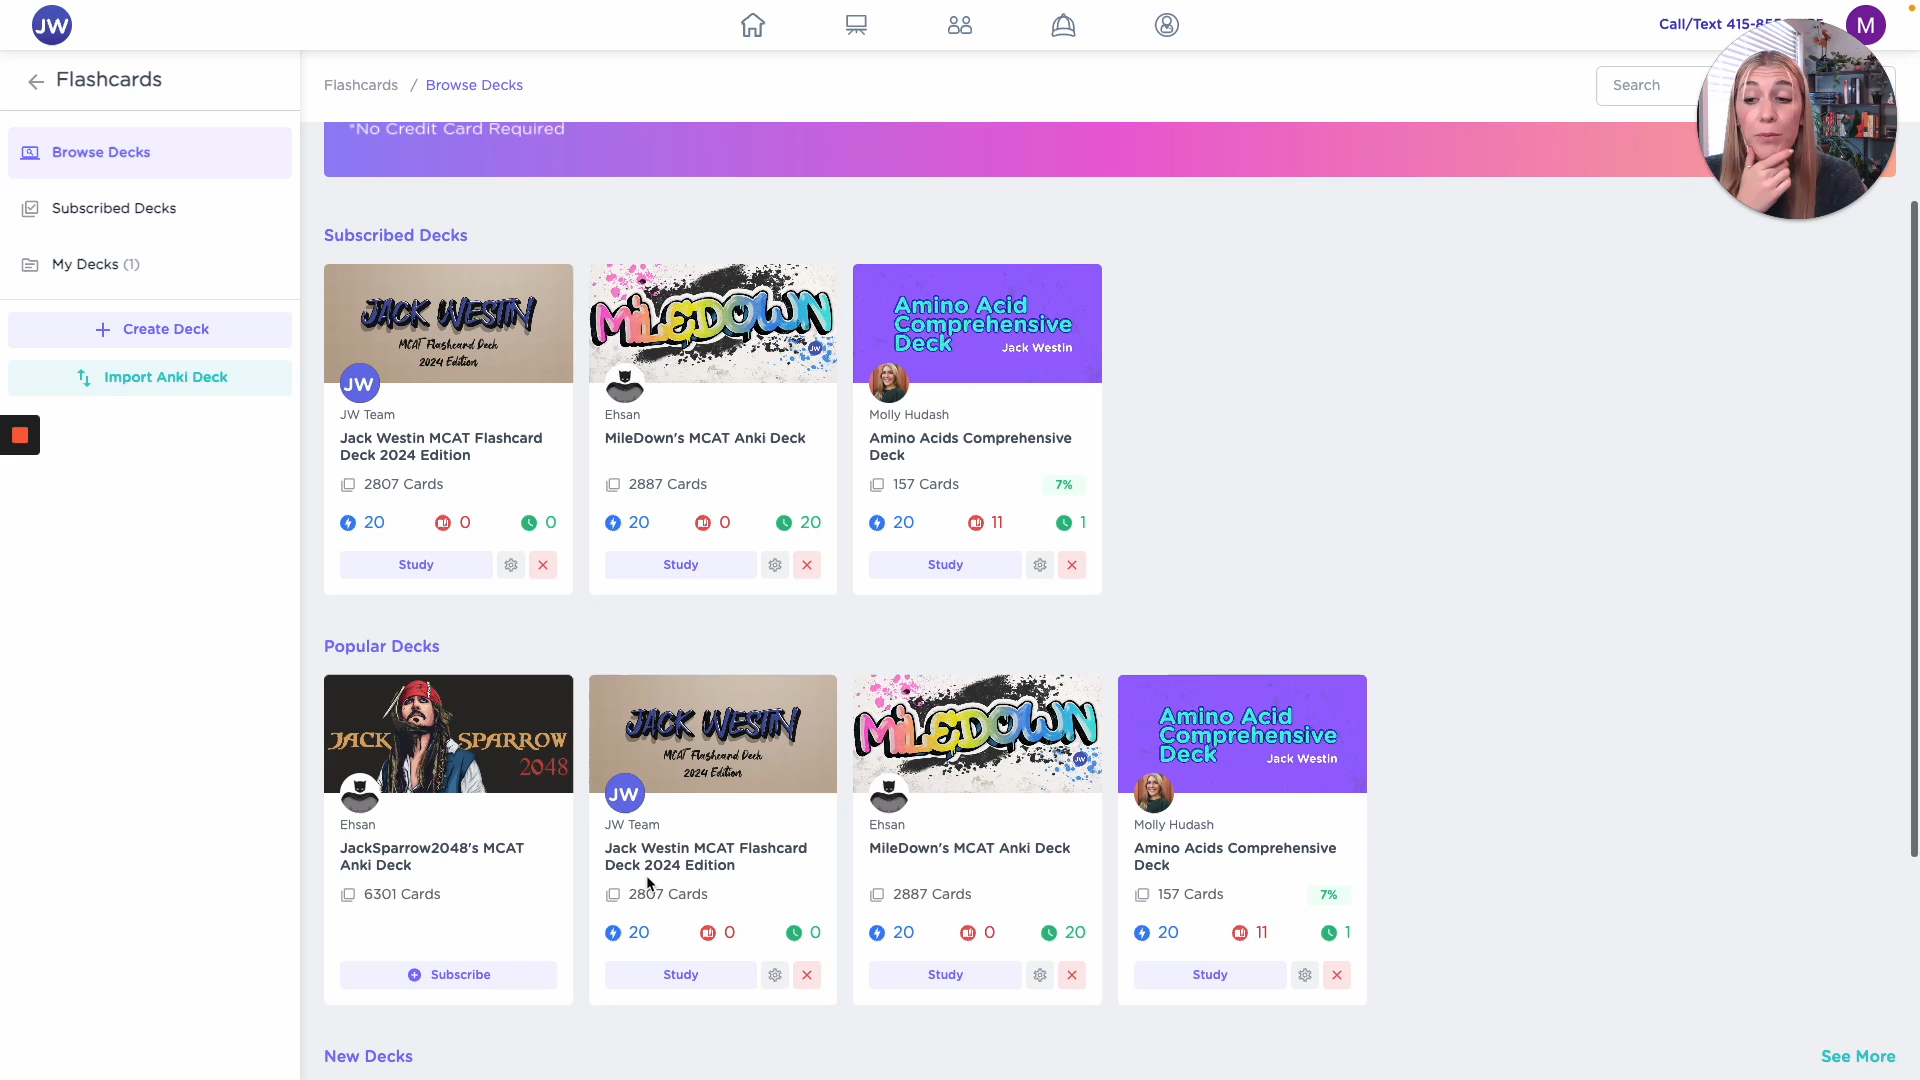 JW
Call/Text 415-85
M
Flashcards
Flashcards / Browse Decks
Search
Browse Decks
Subscribed Decks
My Decks (1)
Create Deck
Import Anki Deck
*No Credit Card Required
Subscribed Decks
JACK WESTIN
MCAT Flashcard Deck
2024 Edition
JW
JW Team
Jack Westin MCAT Flashcard
Deck 2024 Edition
2807 Cards
20 0 0
Study
MILEDOWN
JW
Ehsan
MileDown's MCAT Anki Deck
2887 Cards
20 0 20
Study
Amino Acid
Comprehensive
Deck
Jack Westin
Molly Hudash
Amino Acids Comprehensive
Deck
157 Cards 7%
20 11 1
Study
Popular Decks
JACK SPARROW
2048
Ehsan
JackSparrow2048's MCAT
Anki Deck
6301 Cards
Subscribe
JACK WESTIN
MCAT Flashcard Deck
2024 Edition
JW
JW Team
Jack Westin MCAT Flashcard
Deck 2024 Edition
2807 Cards
20 0 0
Study
MILEDOWN
JW
Ehsan
MileDown's MCAT Anki Deck
2887 Cards
20 0 20
Study
Amino Acid
Comprehensive
Deck
Jack Westin
Molly Hudash
Amino Acids Comprehensive
Deck
157 Cards 7%
20 11 1
Study
New Decks
See More